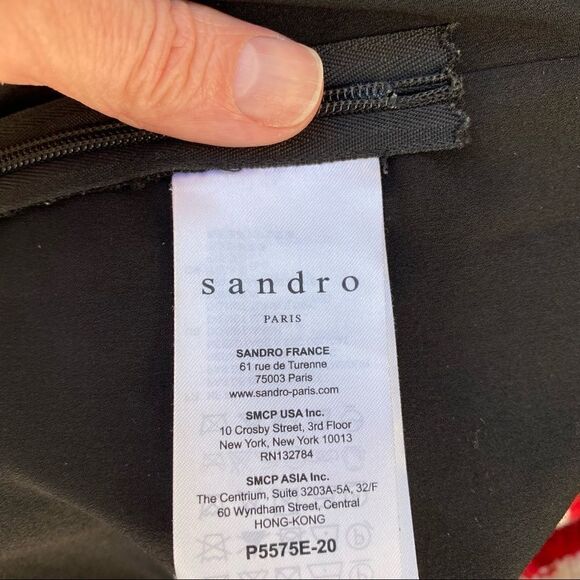 sandro
PARIS
SANDRO FRANCE
61 rue de Turenne
75003 Paris
www.sandro-paris.com
SMCP USA Inc.
10 Crosby Street, 3rd Floor
New York, New York 10013
RN132784
SMCP ASIA Inc.
The Centrium, Suite 3203A-5A, 32/F
60 Wyndham Street, Central
HONG-KONG
P5575E-20